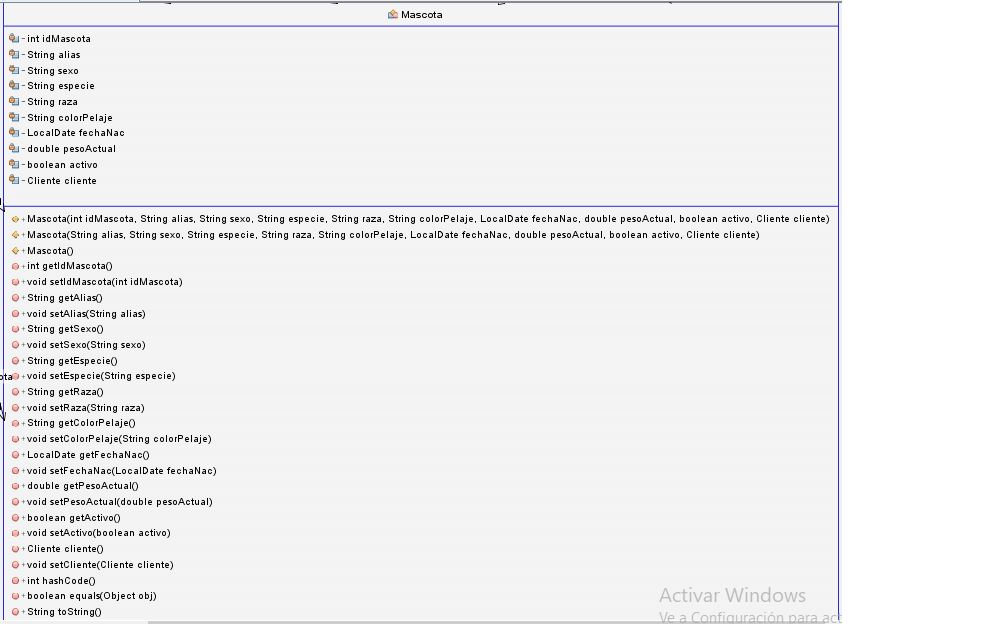 Mascota
- int idMascota
- String alias
- String sexo
- String especie
- String raza
- String colorPelaje
- LocalDate fechaNac
- double pesoActual
- boolean activo
- Cliente cliente
+ Mascota(int idMascota, String alias, String sexo, String especie, String raza, String colorPelaje, LocalDate fechaNac, double pesoActual, boolean activo, Cliente cliente)
+ Mascota(String alias, String sexo, String especie, String raza, String colorPelaje, LocalDate fechaNac, double pesoActual, boolean activo, Cliente cliente)
+ Mascota()
+ int getIdMascota()
+ void setIdMascota(int idMascota)
+ String getAlias()
+ void setAlias(String alias)
+ String getSexo()
+ void setSexo(String sexo)
+ String getEspecie()
ota
+ void setEspecie(String especie)
+ String getRaza()
+ void setRaza(String raza)
+ String getColorPelaje()
+ void setColorPelaje(String colorPelaje)
+ LocalDate getFechaNac()
+ void setFechaNac(LocalDate fechaNac)
+ double getPesoActual()
+ void setPesoActual(double pesoActual)
+ boolean getActivo()
+ void setActivo(boolean activo)
+ Cliente cliente()
+ void setCliente(Cliente cliente)
+ int hashCode()
+ boolean equals(Object obj)
+ String toString()
Activar Windows
Ve a Configuración para act